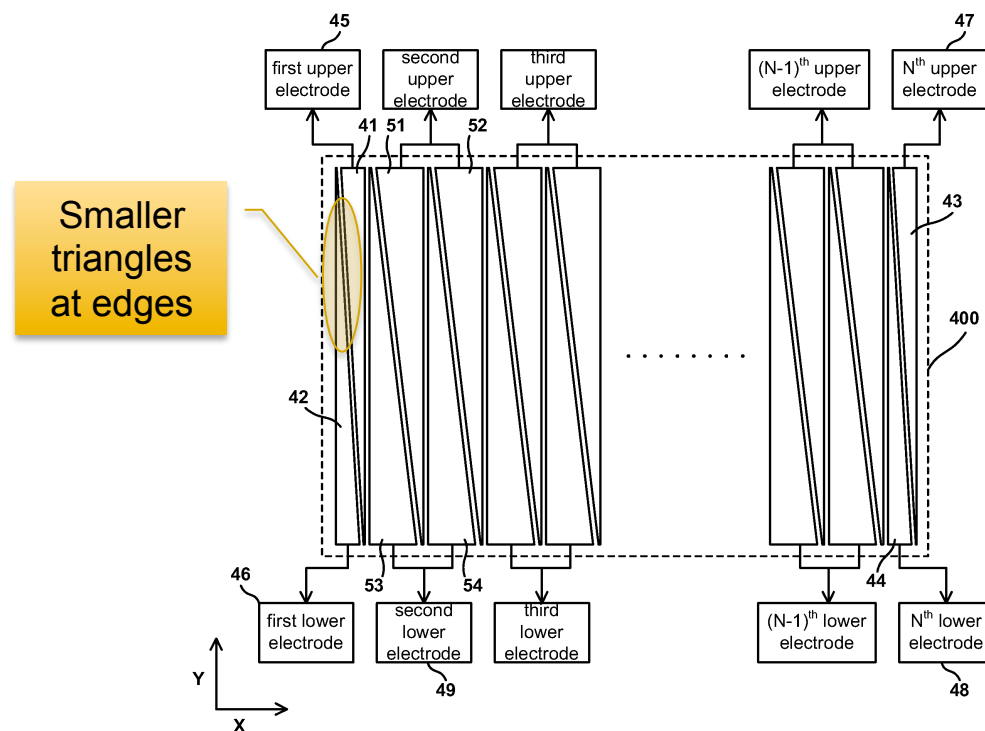 45
47
first upper
electrode
second
upper
electrode
third
upper
electrode
(N-1)th upper
electrode
Nth upper
electrode
41
51
52
Smaller
triangles
at edges
43
400
. . . . . . . .
42
53
54
44
46
first lower
electrode
second
lower
electrode
third
lower
electrode
(N-1)th lower
electrode
Nth lower
electrode
Y
X
49
48